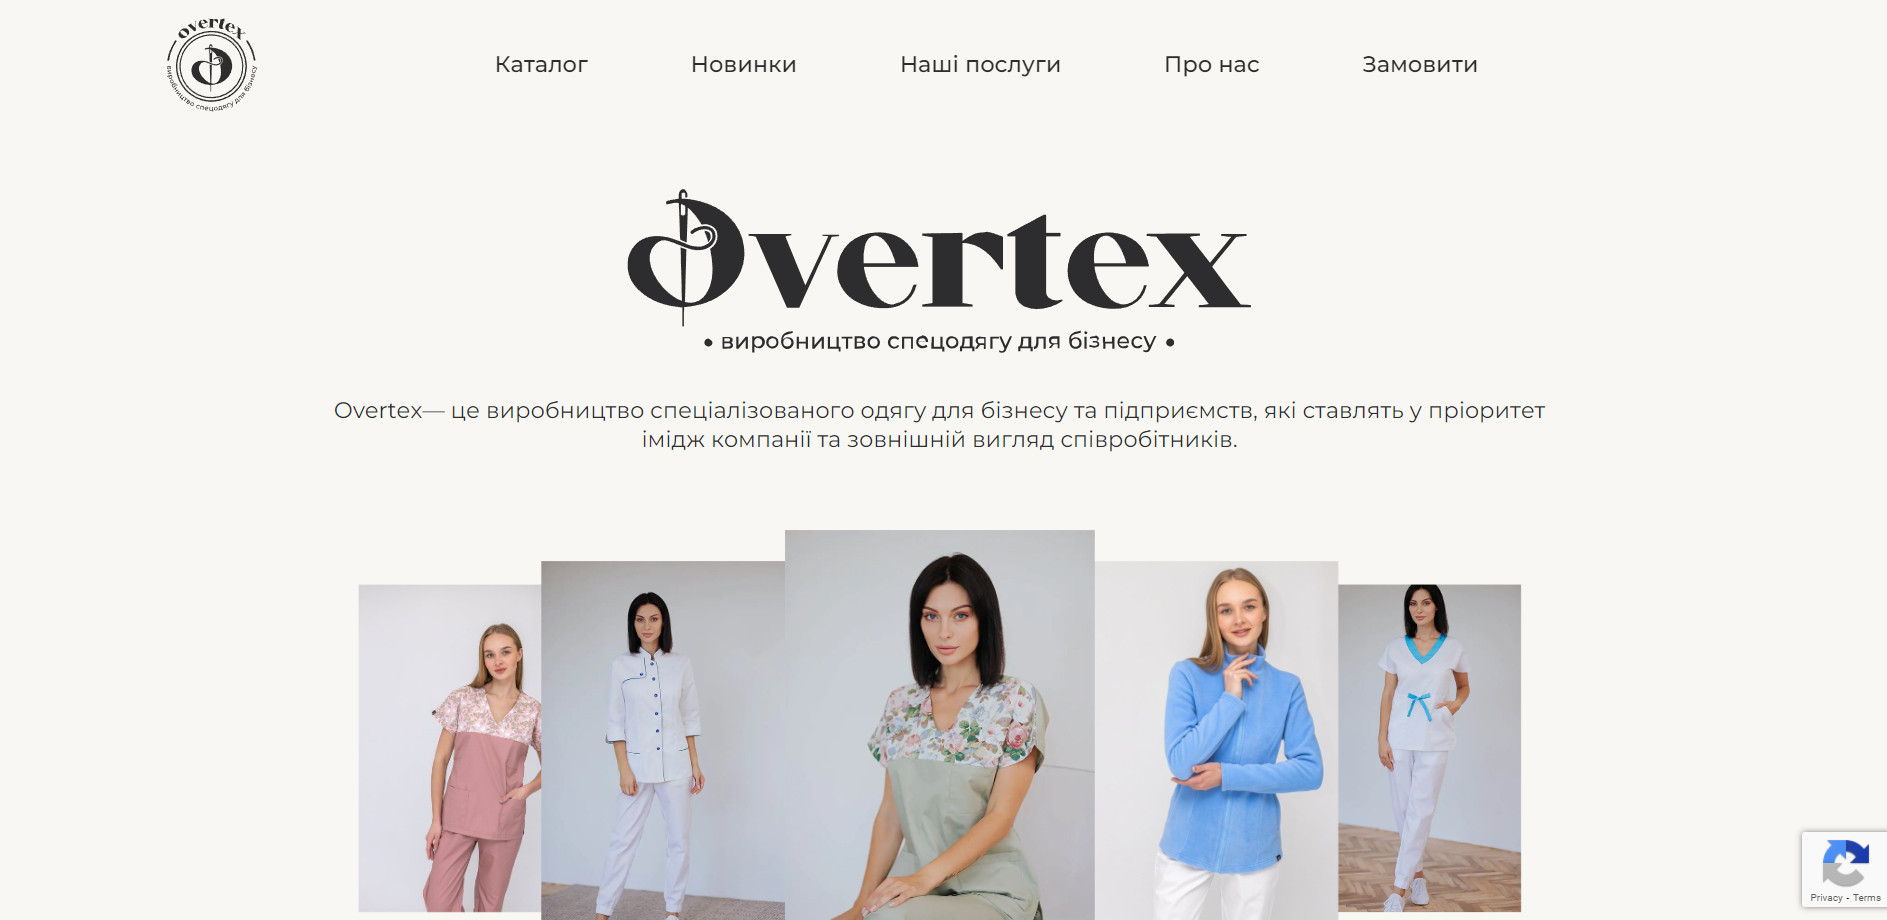 overtex
виробництво спецодягу для бізнесу
Каталог
Новинки
Наші послуги
Про нас
Замовити
Overtex
• виробництво спецодягу для бізнесу •
Overtex— це виробництво спеціалізованого одягу для бізнесу та підприємств, які ставлять у пріоритет
імідж компанії та зовнішній вигляд співробітників.
Privacy - Terms